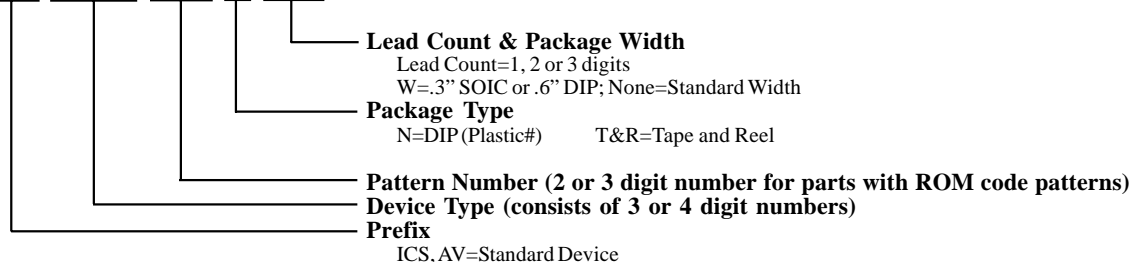 Lead Count & Package Width
Lead Count=1, 2 or 3 digits
W=.3” SOIC or .6” DIP; None=Standard Width
Package Type
N=DIP (Plastic#) T&R=Tape and Reel
Pattern Number (2 or 3 digit number for parts with ROM code patterns)
Device Type (consists of 3 or 4 digit numbers)
Prefix
ICS, AV=Standard Device